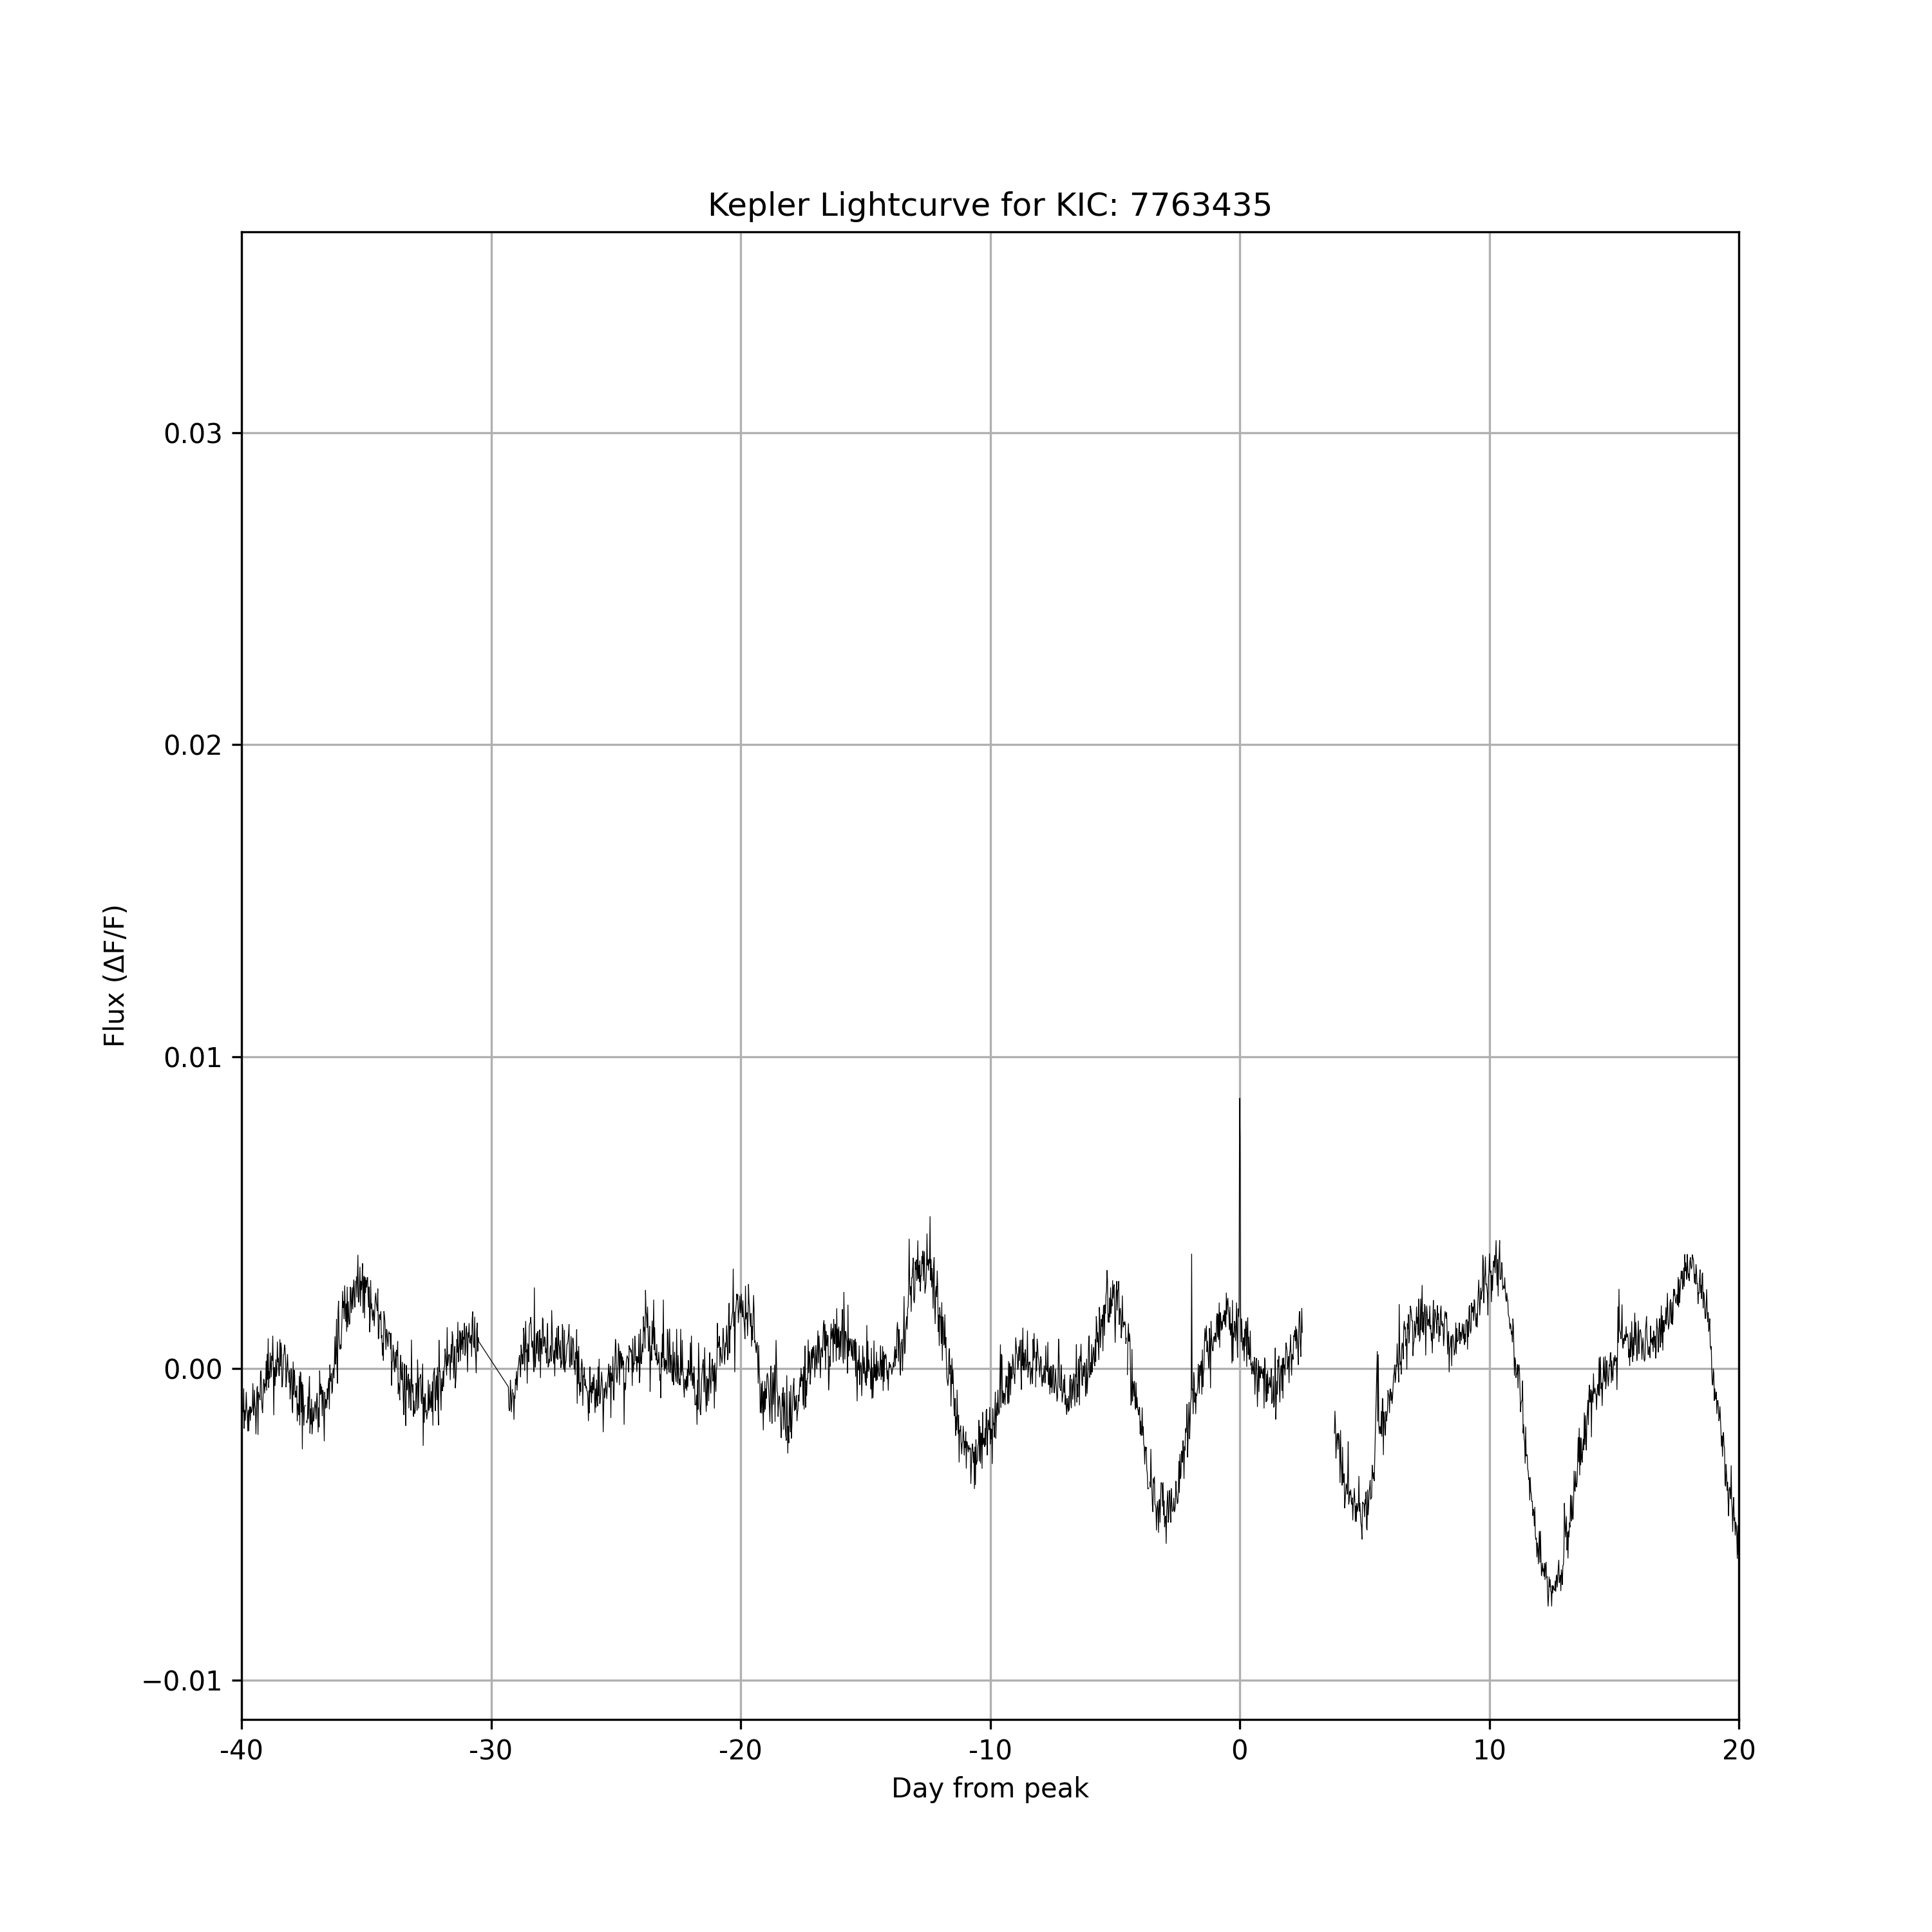 Kepler Lightcurve for KIC: 7763435
Flux (ΔF/F)
0.03
0.02
0.01
0.00
−0.01
-40 -30 -20 -10 0 10 20
Day from peak